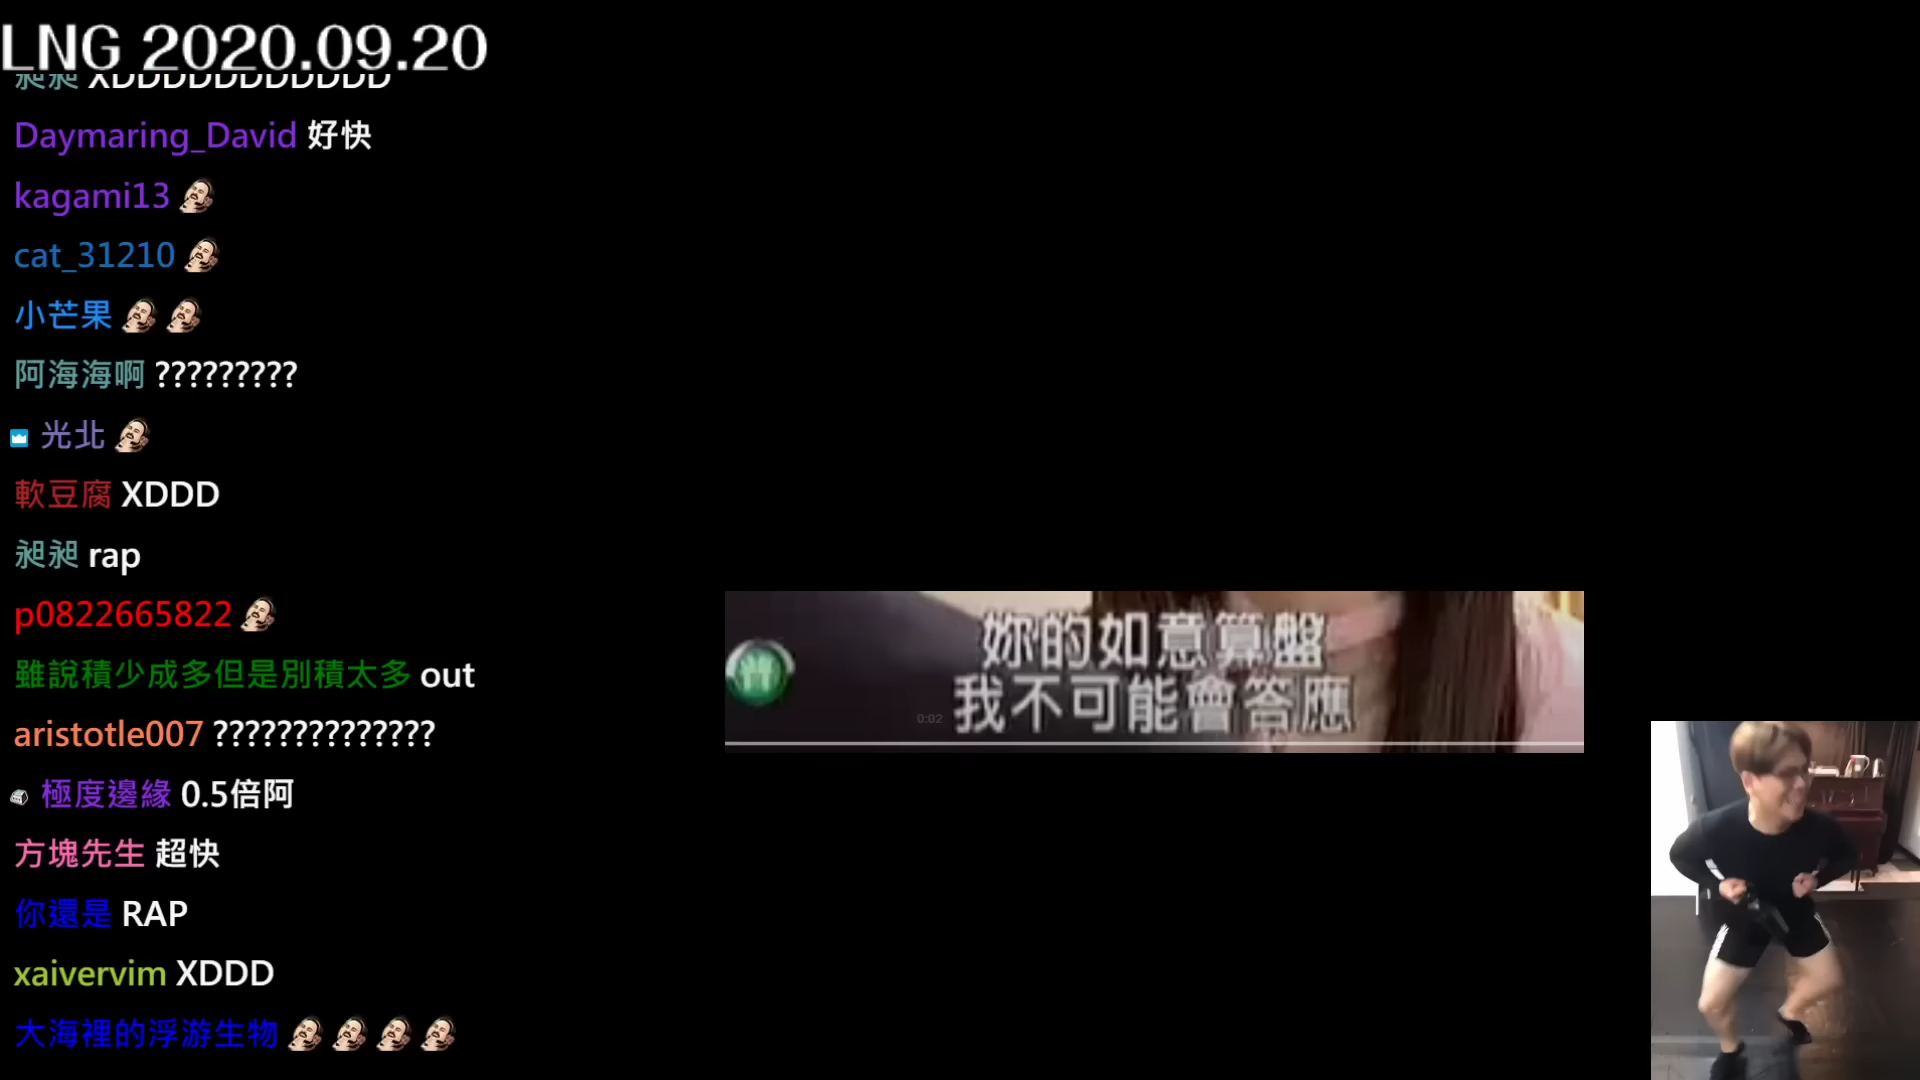 LNG 2020.09.20
昶昶 XDDDDDDDDDDD
Daymaring_David 好快
kagami13
cat_31210
小芒果
阿海海啊 ?????????
光北
軟豆腐 XDDD
昶昶 rap
p0822665822
雖說積少成多但是別積太多 out
aristotle007 ??????????????
極度邊緣 0.5倍阿
方塊先生 超快
你還是 RAP
xaivervim XDDD
大海裡的浮游生物
妳的如意算盤
我不可能會答應
0:02